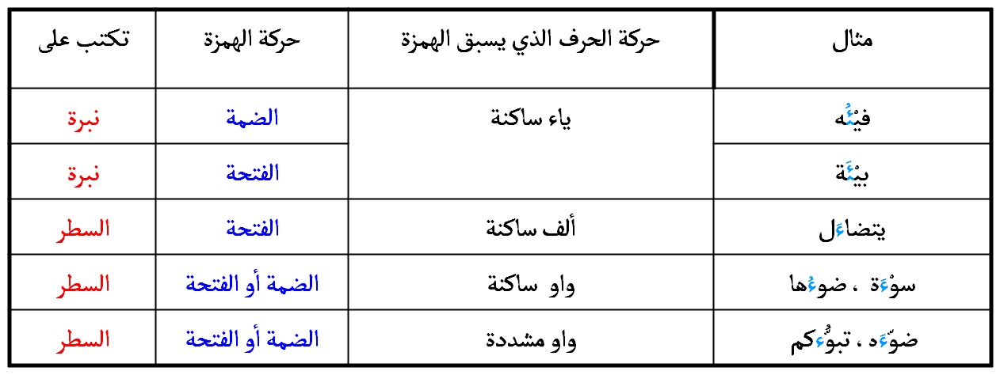 مثال حركة الحرف الذي يسبق الهمزة حركة الهمزة تكتب على
فيْئُه ياء ساكنة الضمة نبرة
بيْئَة الفتحة نبرة
يتضاءَل ألف ساكنة الفتحة السطر
سوْءَة ، ضوءُها واو ساكنة الضمة أو الفتحة السطر
ضوّءَه ، تبوُّءُكم واو مشددة الضمة أو الفتحة السطر